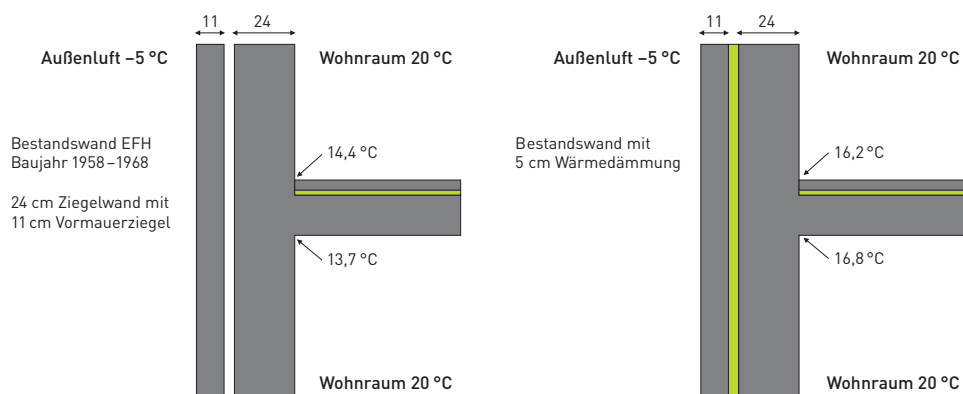 11
24
Außenluft –5 °C
Wohnraum 20 °C
Bestandswand EFH
Baujahr 1958–1968
24 cm Ziegelwand mit
11 cm Vormauerziegel
14,4 °C
13,7 °C
Wohnraum 20 °C
11
24
Außenluft –5 °C
Wohnraum 20 °C
Bestandswand mit
5 cm Wärmedämmung
16,2 °C
16,8 °C
Wohnraum 20 °C